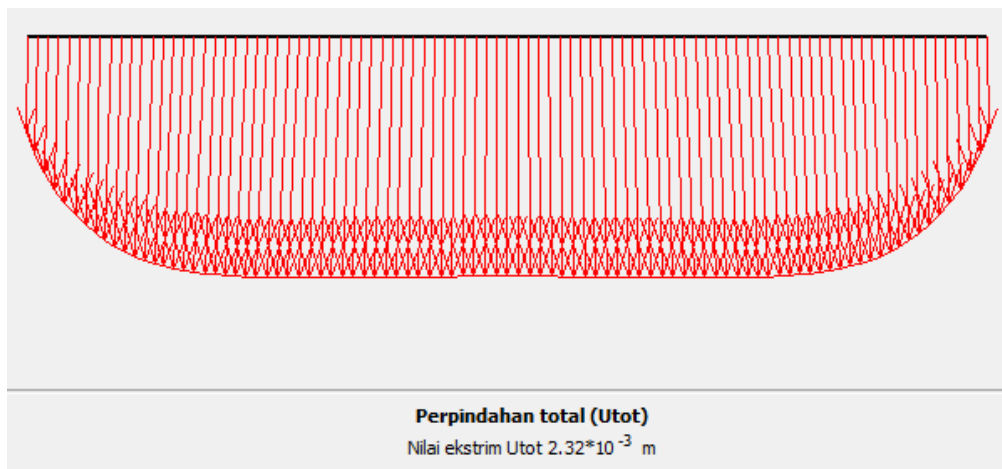 Perpindahan total (Utot)
Nilai ekstrim Utot 2.32*10 -3 m